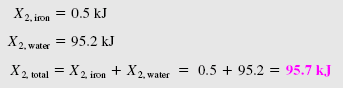 X2, iron = 0.5 kJ
X2, water = 95.2 kJ
X2, total = X2, iron + X2, water = 0.5 + 95.2 = 95.7 kJ